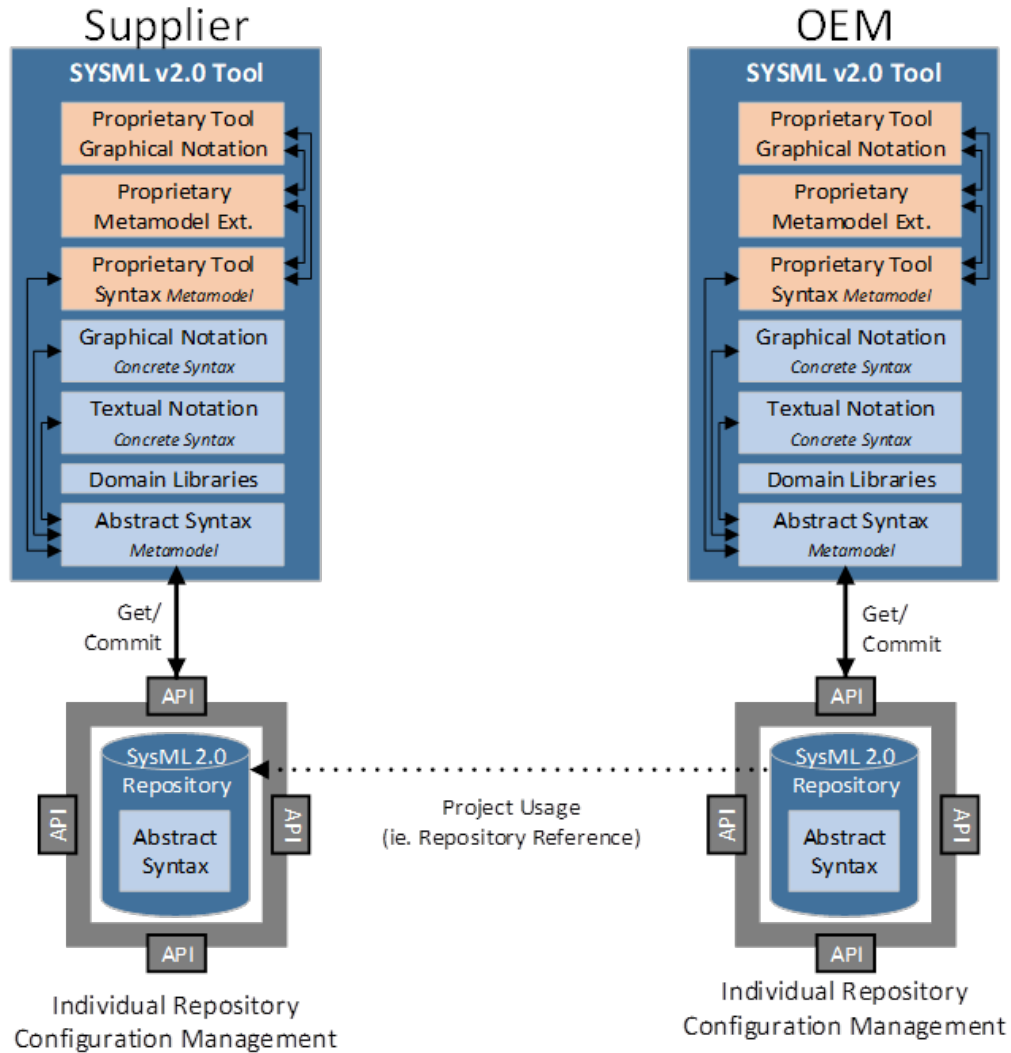 Supplier
SYSML v2.0 Tool
Proprietary Tool
Graphical Notation
Proprietary
Metamodel Ext.
Proprietary Tool
Syntax Metamodel
Graphical Notation
Concrete Syntax
Textual Notation
Concrete Syntax
Domain Libraries
Abstract Syntax
Metamodel
Get/
Commit
API
SysML 2.0
Repository
Abstract
Syntax
API
API
API
Individual Repository
Configuration Management
Project Usage
(ie. Repository Reference)
OEM
SYSML v2.0 Tool
Proprietary Tool
Graphical Notation
Proprietary
Metamodel Ext.
Proprietary Tool
Syntax Metamodel
Graphical Notation
Concrete Syntax
Textual Notation
Concrete Syntax
Domain Libraries
Abstract Syntax
Metamodel
Get/
Commit
API
SysML 2.0
Repository
Abstract
Syntax
API
API
API
Individual Repository
Configuration Management